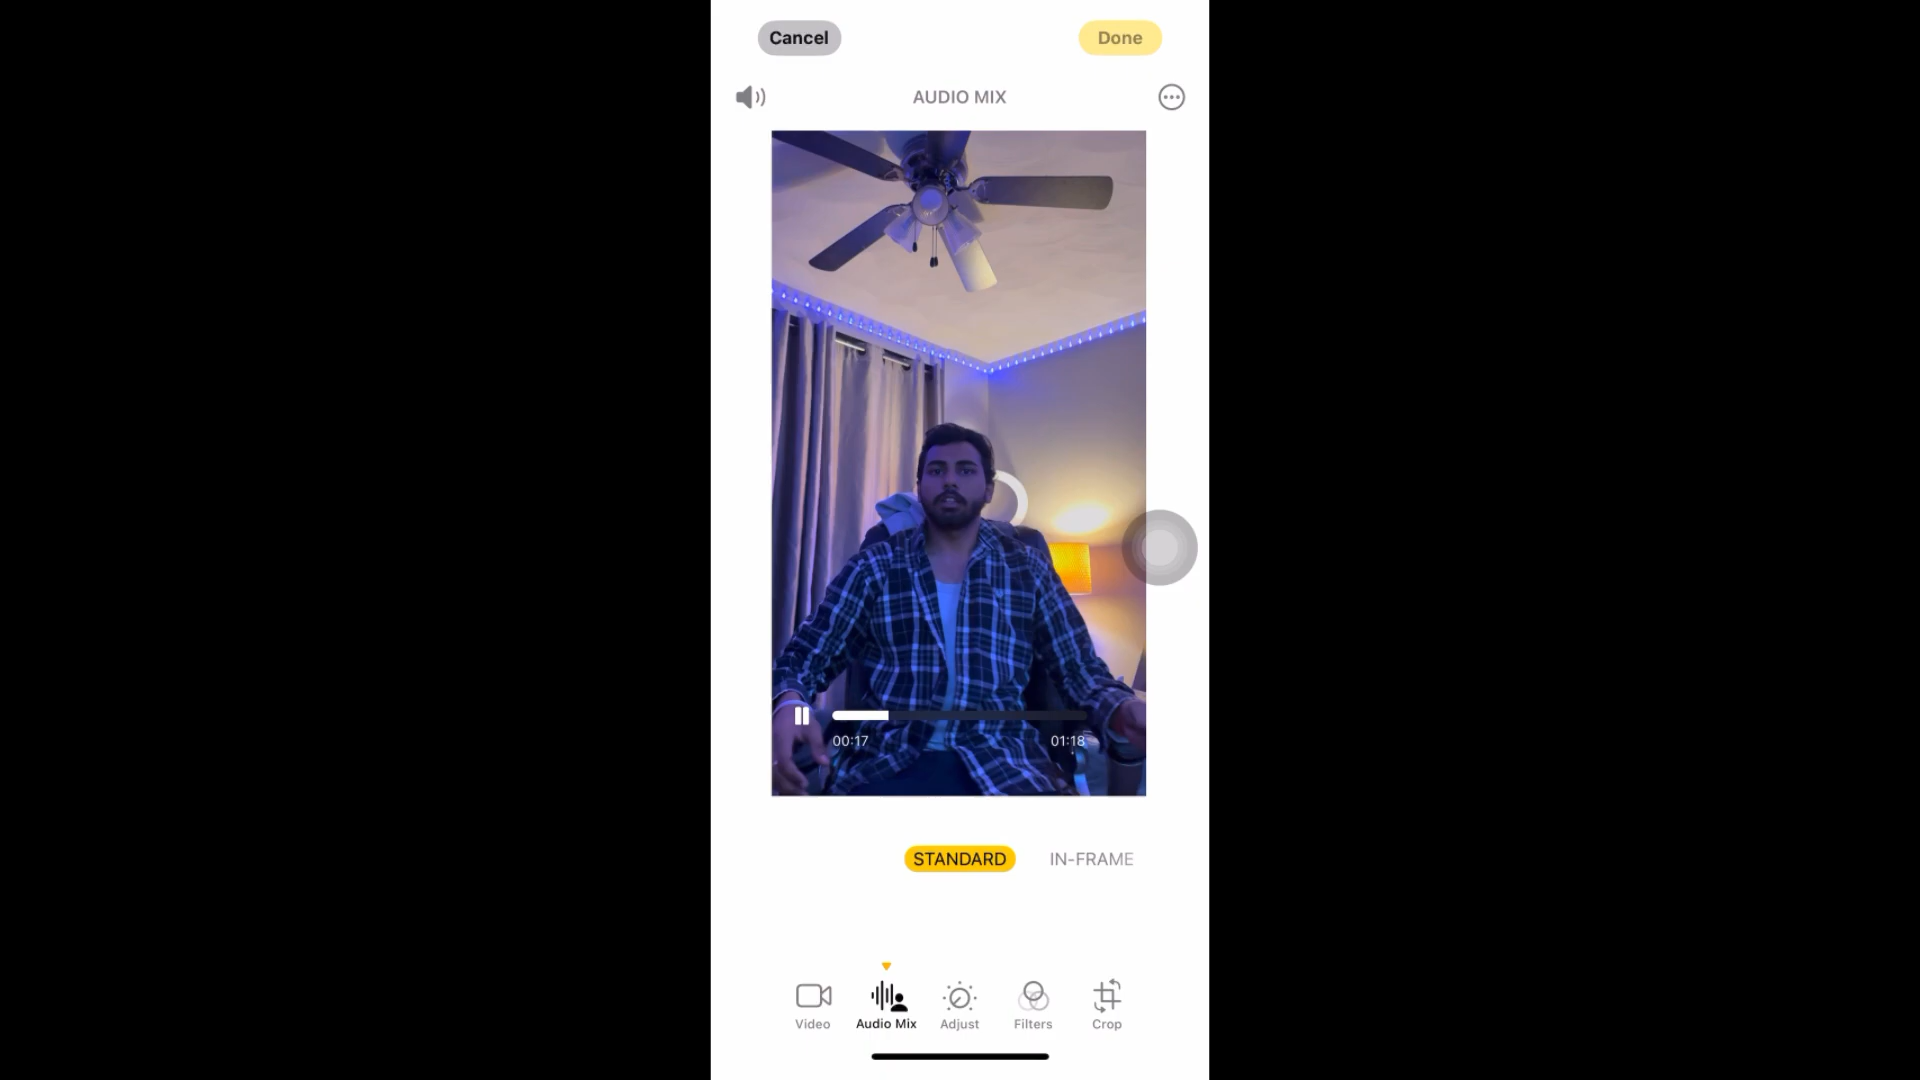 Cancel
Done
AUDIO MIX
00:17
01:18
STANDARD
IN-FRAME
Video
Audio Mix
Adjust
Filters
Crop